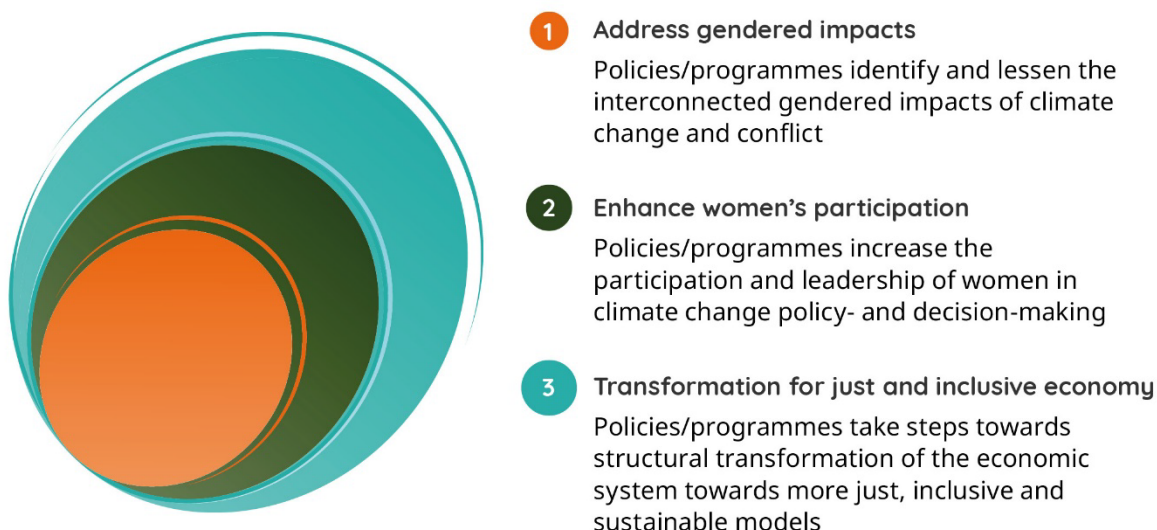 1 Address gendered impacts
Policies/programmes identify and lessen the
interconnected gendered impacts of climate
change and conflict
2 Enhance women’s participation
Policies/programmes increase the
participation and leadership of women in
climate change policy- and decision-making
3 Transformation for just and inclusive economy
Policies/programmes take steps towards
structural transformation of the economic
system towards more just, inclusive and
sustainable models